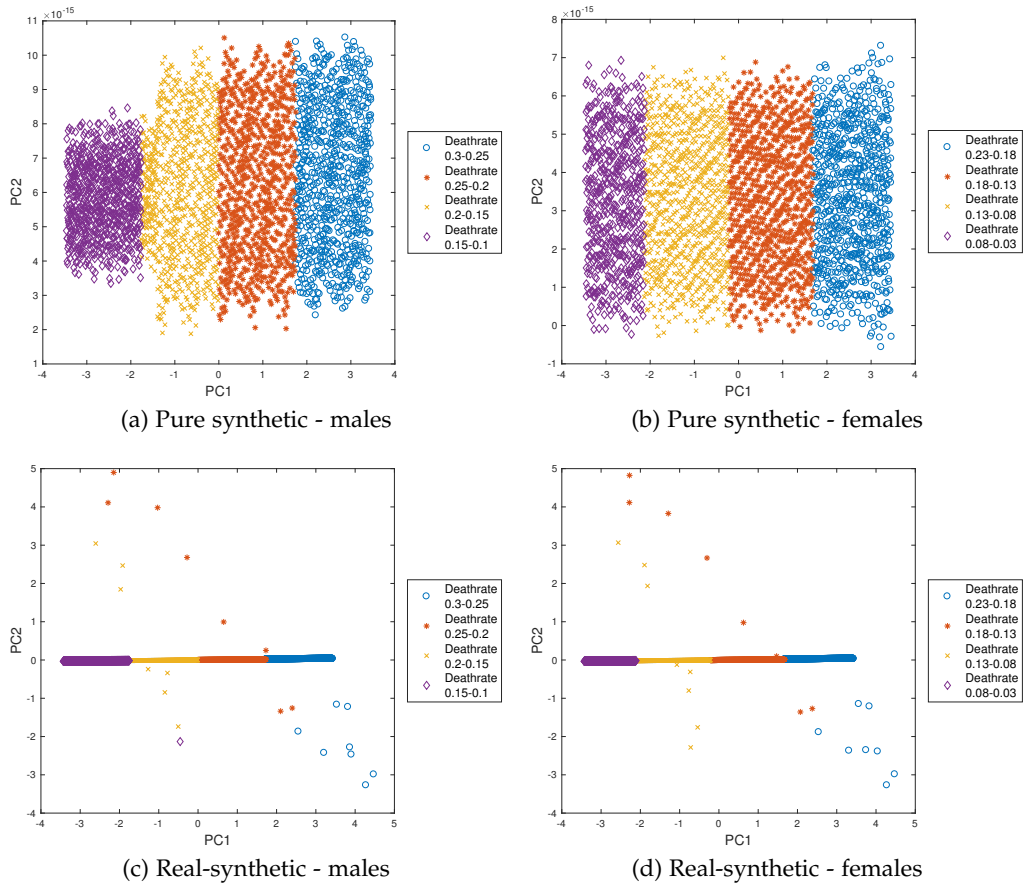 ×10^-15
11
10
9
8
7
6
5
4
3
2
1
PC2
-4 -3 -2 -1 0 1 2 3 4
PC1
Deathrate
0.3-0.25
Deathrate
0.25-0.2
Deathrate
0.2-0.15
Deathrate
0.15-0.1
(a) Pure synthetic - males
×10^-15
8
7
6
5
4
3
2
1
0
-1
PC2
-4 -3 -2 -1 0 1 2 3 4
PC1
Deathrate
0.23-0.18
Deathrate
0.18-0.13
Deathrate
0.13-0.08
Deathrate
0.08-0.03
(b) Pure synthetic - females
5
4
3
2
1
0
-1
-2
-3
-4
PC2
-4 -3 -2 -1 0 1 2 3 4 5
PC1
Deathrate
0.3-0.25
Deathrate
0.25-0.2
Deathrate
0.2-0.15
Deathrate
0.15-0.1
(c) Real-synthetic - males
5
4
3
2
1
0
-1
-2
-3
-4
PC2
-4 -3 -2 -1 0 1 2 3 4 5
PC1
Deathrate
0.23-0.18
Deathrate
0.18-0.13
Deathrate
0.13-0.08
Deathrate
0.08-0.03
(d) Real-synthetic - females